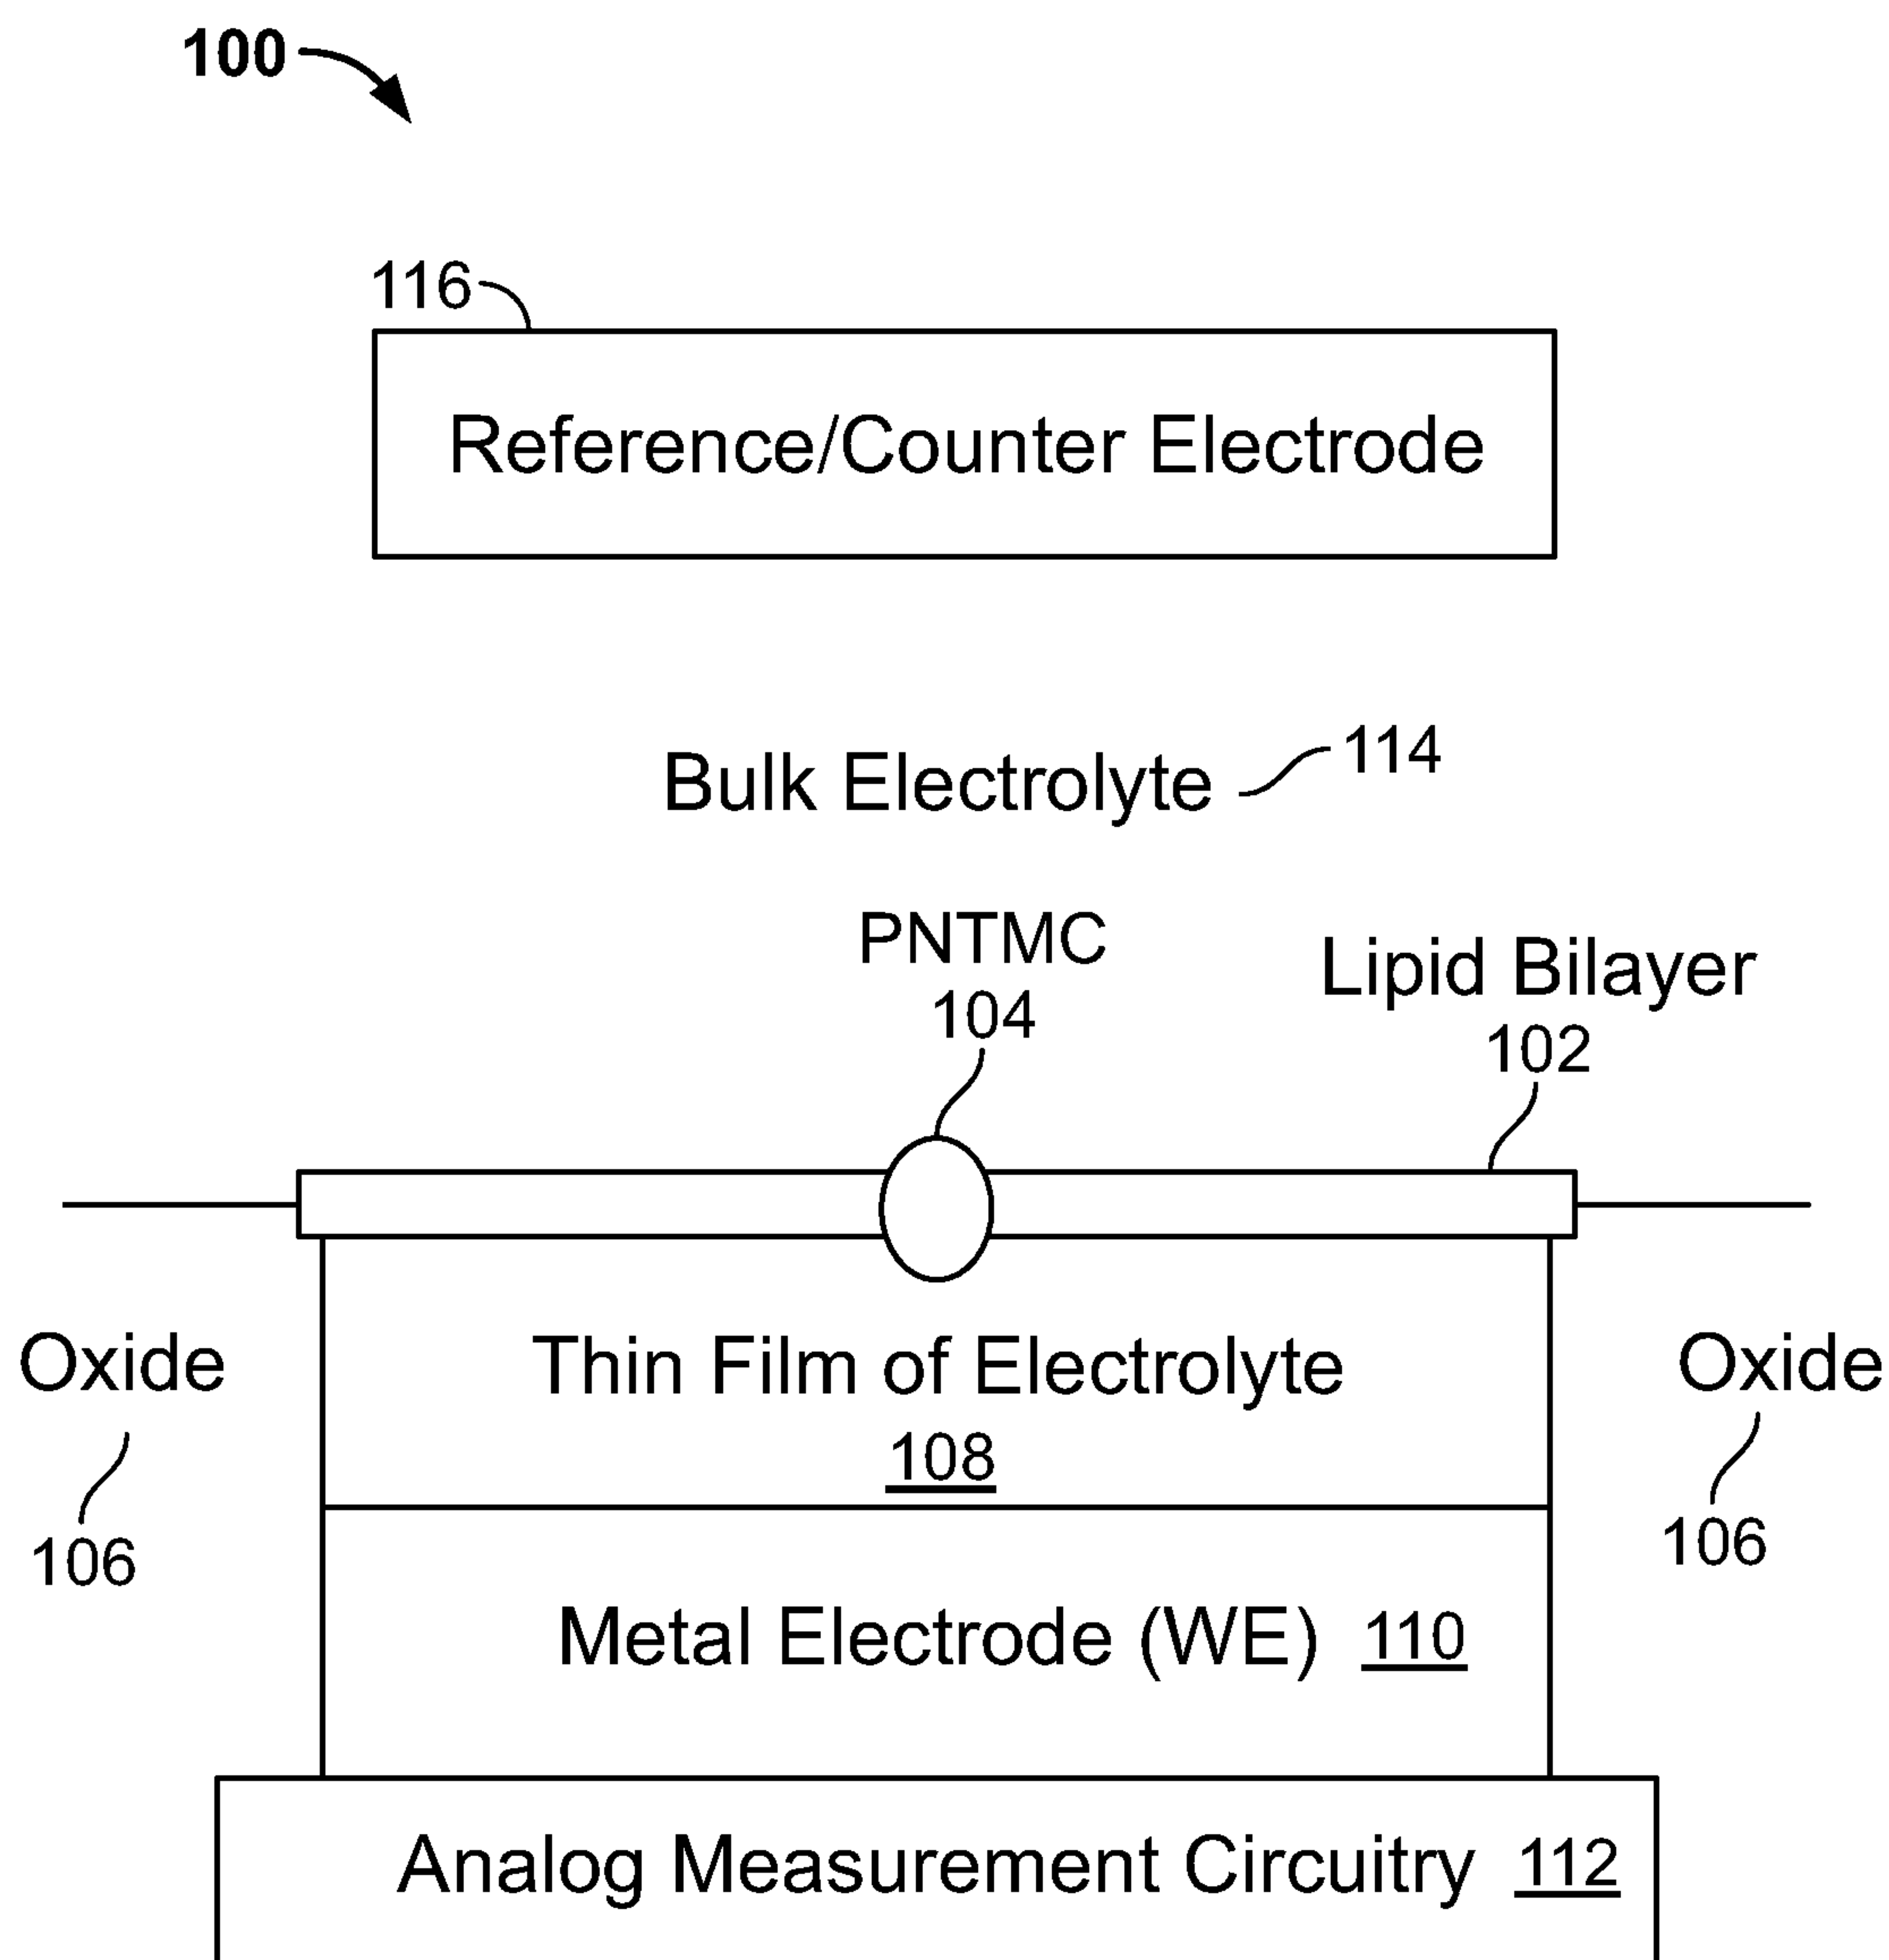 100
116
Reference/Counter Electrode
Bulk Electrolyte 114
PNTMC
104
Lipid Bilayer
102
Oxide
106
Thin Film of Electrolyte
108
Oxide
106
Metal Electrode (WE) 110
Analog Measurement Circuitry 112